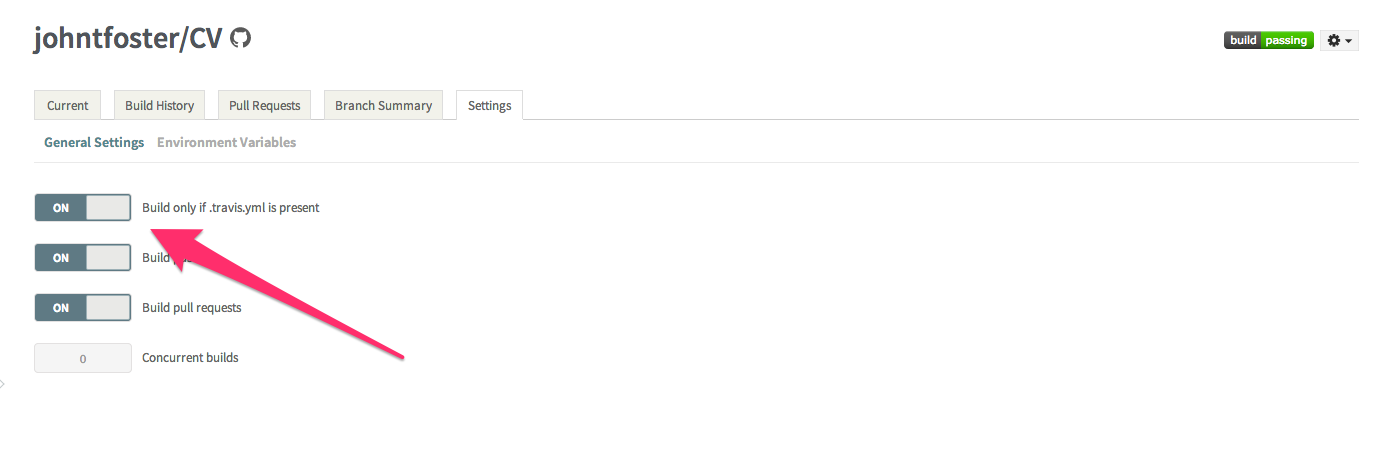 johntfoster/CV
build passing
Current Build History Pull Requests Branch Summary Settings
General Settings Environment Variables
ON Build only if .travis.yml is present
ON Build
ON Build pull requests
0 Concurrent builds